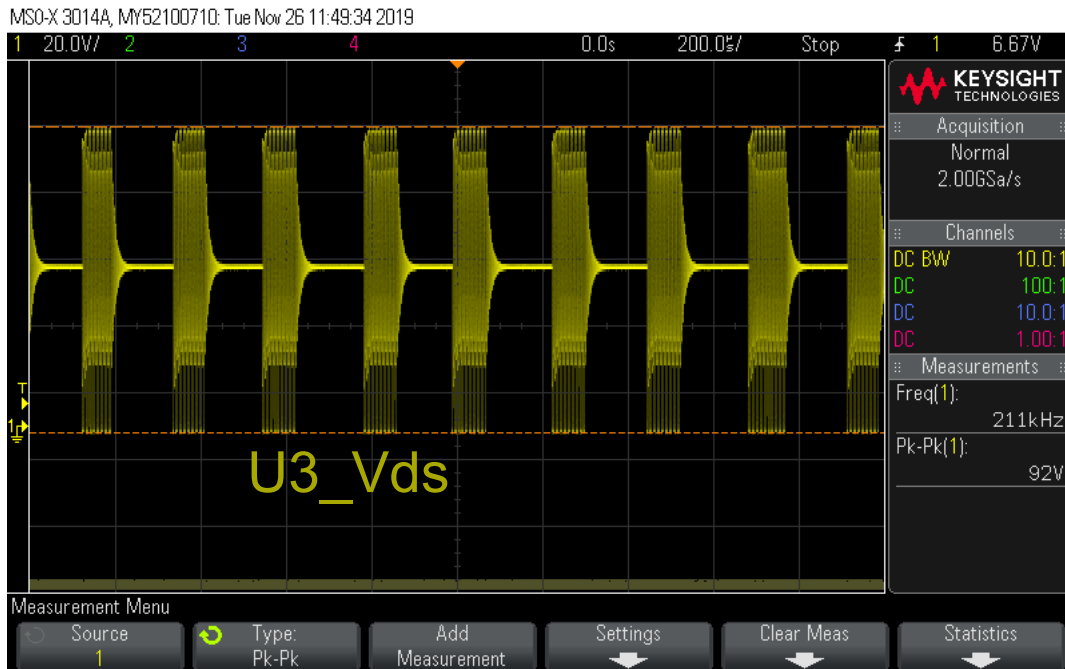 MSO-X 3014A, MY52100710: Tue Nov 26 11:49:34 2019
1 20.0V/ 2 3 4 0.0s 200.0µs/ Stop 1 6.67V
KEYSIGHT
TECHNOLOGIES
Acquisition
Normal
2.00GSa/s
Channels
DC BW 10.0:1
DC 100:1
DC 10.0:1
DC 1.00:1
Measurements
Freq(1):
211kHz
Pk-Pk(1):
92V
T
1
U3_Vds
Measurement Menu
Source
1
Type:
Pk-Pk
Add
Measurement
Settings
Clear Meas
Statistics